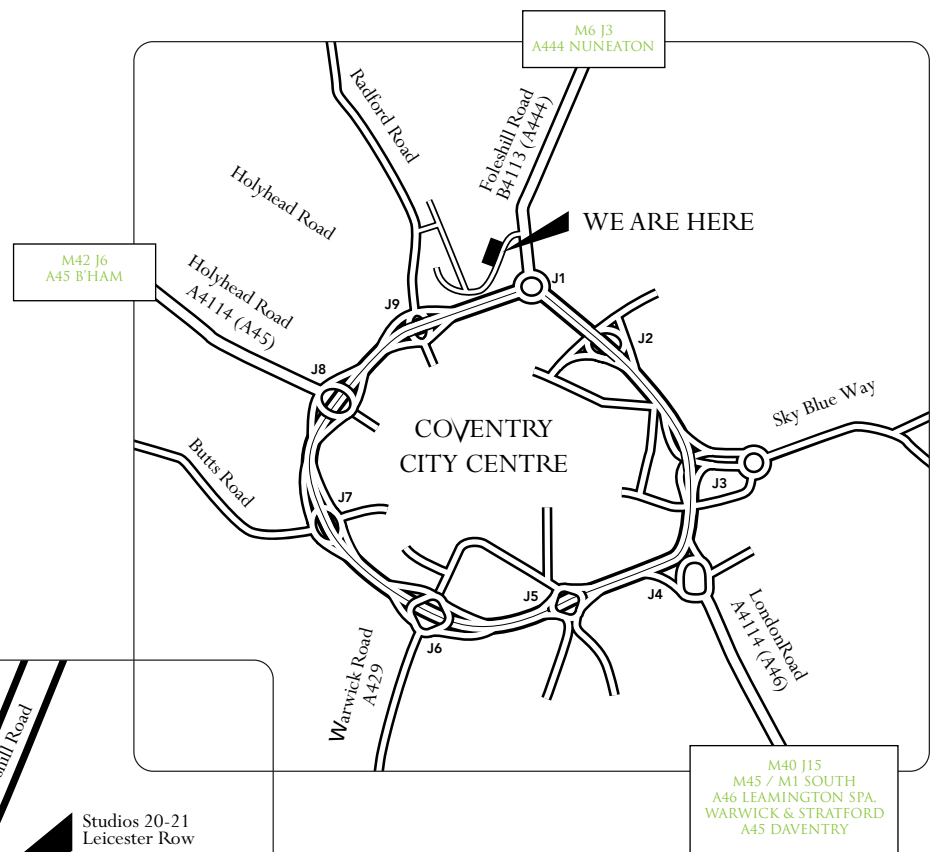 M6 J3
A444 NUNEATON
Radford Road
Foleshill Road
B4113 (A444)
Holyhead Road
WE ARE HERE
M42 J6
A45 B'HAM
Holyhead Road
A4114 (A45)
J1
J9
J2
J8
Sky Blue Way
COVENTRY
CITY CENTRE
Butts Road
J3
J7
J5
J4
LondonRoad
A4114 (A46)
J6
Warwick Road
A429
M40 J15
M45 / M1 SOUTH
A46 LEAMINGTON SPA.
WARWICK & STRATFORD
A45 DAVENTRY
Road
Studios 20-21
Leicester Row